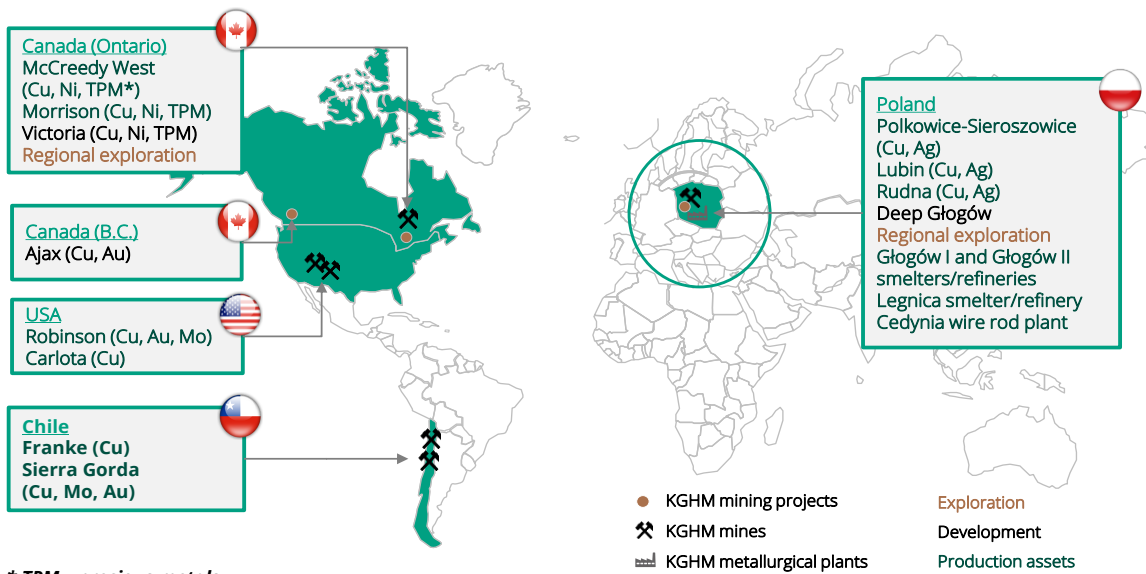 Canada (Ontario)
McCreedy West
(Cu, Ni, TPM*)
Morrison (Cu, Ni, TPM)
Victoria (Cu, Ni, TPM)
Regional exploration
Canada (B.C.)
Ajax (Cu, Au)
USA
Robinson (Cu, Au, Mo)
Carlota (Cu)
Chile
Franke (Cu)
Sierra Gorda
(Cu, Mo, Au)
Poland
Polkowice-Sieroszowice
(Cu, Ag)
Lubin (Cu, Ag)
Rudna (Cu, Ag)
Deep Głogów
Regional exploration
Głogów I and Głogów II
smelters/refineries
Legnica smelter/refinery
Cedynia wire rod plant
KGHM mining projects
KGHM mines
KGHM metallurgical plants
Exploration
Development
Production assets
* TPM